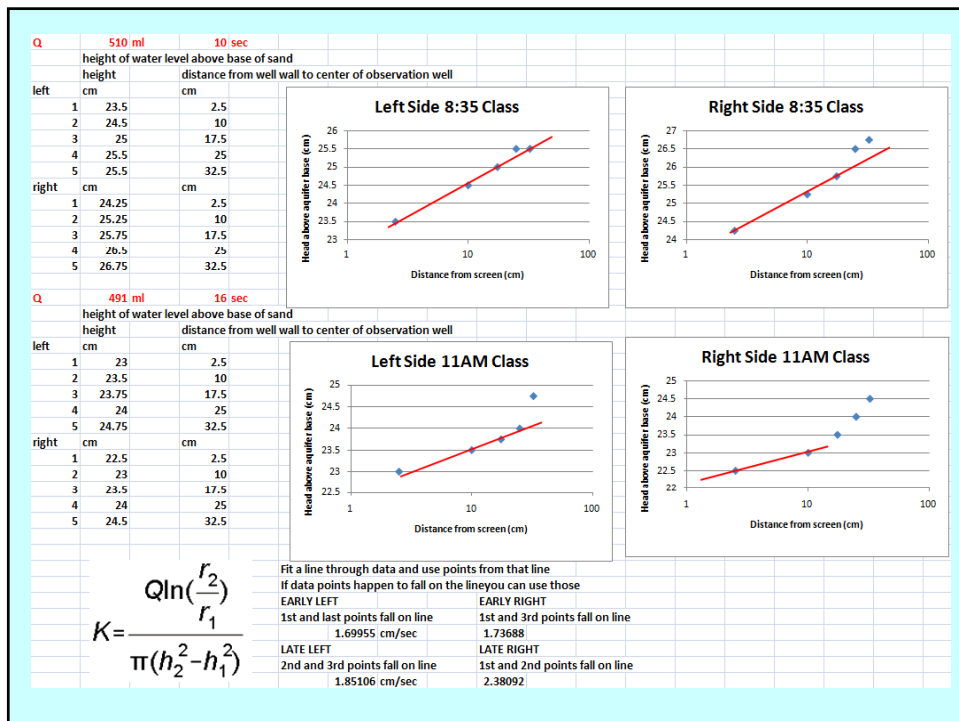 Q 510 ml 10 sec
height of water level above base of sand
height distance from well wall to center of observation well
left cm cm
1 23.5 2.5
2 24.5 10
3 25 17.5
4 25.5 25
5 25.5 32.5
right cm cm
1 24.25 2.5
2 25.25 10
3 25.75 17.5
4 26.5 25
5 26.75 32.5
Left Side 8:35 Class
Head above aquifer base (cm)
26
25.5
25
24.5
24
23.5
23
1 10 100
Distance from screen (cm)
Right Side 8:35 Class
Head above aquifer base (cm)
27
26.5
26
25.5
25
24.5
24
1 10 100
Distance from screen (cm)
Q 491 ml 16 sec
height of water level above base of sand
height distance from well wall to center of observation well
left cm cm
1 23 2.5
2 23.5 10
3 23.75 17.5
4 24 25
5 24.75 32.5
right cm cm
1 22.5 2.5
2 23 10
3 23.5 17.5
4 24 25
5 24.5 32.5
Left Side 11AM Class
Head above aquifer base (cm)
25
24.5
24
23.5
23
22.5
1 10 100
Distance from screen (cm)
Right Side 11AM Class
Head above aquifer base (cm)
25
24.5
24
23.5
23
22.5
22
1 10 100
Distance from screen (cm)
K = Qln(r₂/r₁) / π(h₂² - h₁²)
Fit a line through data and use points from that line
If data points happen to fall on the lineyou can use those
EARLY LEFT EARLY RIGHT
1st and last points fall on line 1st and 3rd points fall on line
1.69955 cm/sec 1.73688
LATE LEFT LATE RIGHT
2nd and 3rd points fall on line 1st and 2nd points fall on line
1.85106 cm/sec 2.38092